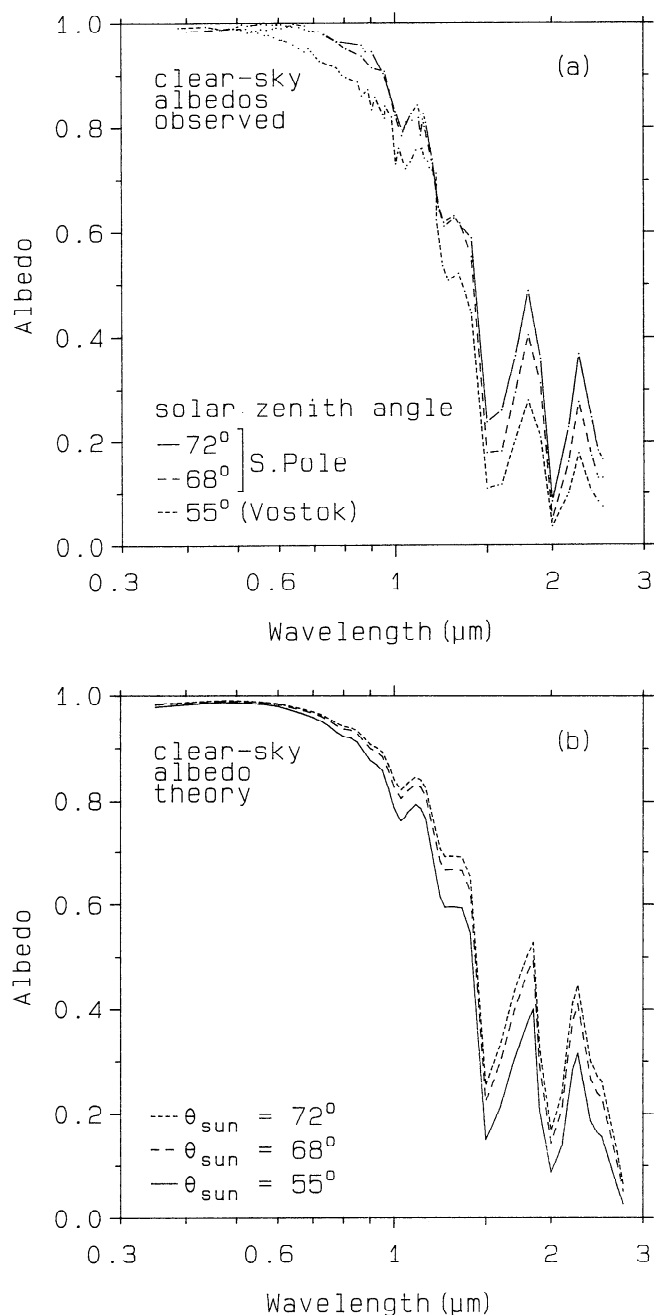 1.0
0.8
0.6
0.4
0.2
0.0
Albedo
(a)
clear-sky
albedos
observed
solar zenith angle
72°
68°
S.Pole
55° (Vostok)
0.3 0.6 1 2 3
Wavelength (µm)
1.0
0.8
0.6
0.4
0.2
0.0
Albedo
(b)
clear-sky
albedo
theory
θsun = 72°
θsun = 68°
θsun = 55°
0.3 0.6 1 2 3
Wavelength (µm)